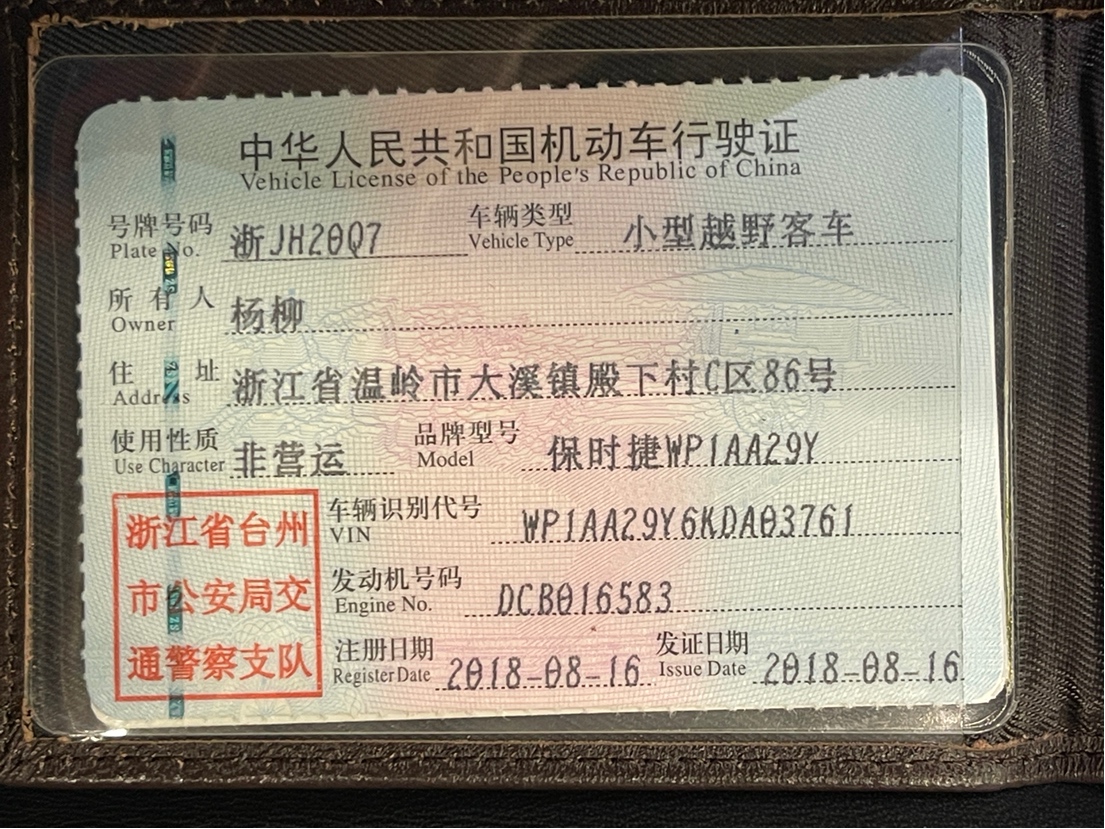 中华人民共和国机动车行驶证
Vehicle License of the People's Republic of China
号牌号码 浙JH20Q7 车辆类型 小型越野客车
Plate No. Vehicle Type
所有人 杨柳
Owner
住址 浙江省温岭市大溪镇殿下村C区86号
Address
使用性质 非营运 品牌型号 保时捷WP1AA29Y
Use Character Model
浙江省台州
市公安局交
通警察支队
车辆识别代号 WP1AA29Y6KDA03761
VIN
发动机号码 DCB016583
Engine No.
注册日期 2018-08-16 发证日期 2018-08-16
Register Date Issue Date